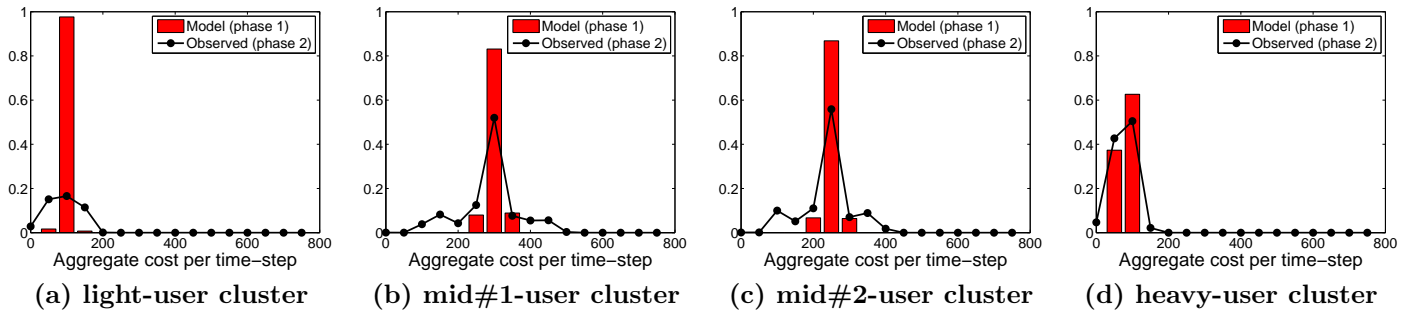 1
0.8
0.6
0.4
0.2
0
0 200 400 600 800
Model (phase 1)
Observed (phase 2)
Aggregate cost per time−step
(a) light-user cluster
1
0.8
0.6
0.4
0.2
0
0 200 400 600 800
Model (phase 1)
Observed (phase 2)
Aggregate cost per time−step
(b) mid#1-user cluster
1
0.8
0.6
0.4
0.2
0
0 200 400 600 800
Model (phase 1)
Observed (phase 2)
Aggregate cost per time−step
(c) mid#2-user cluster
1
0.8
0.6
0.4
0.2
0
0 200 400 600 800
Model (phase 1)
Observed (phase 2)
Aggregate cost per time−step
(d) heavy-user cluster